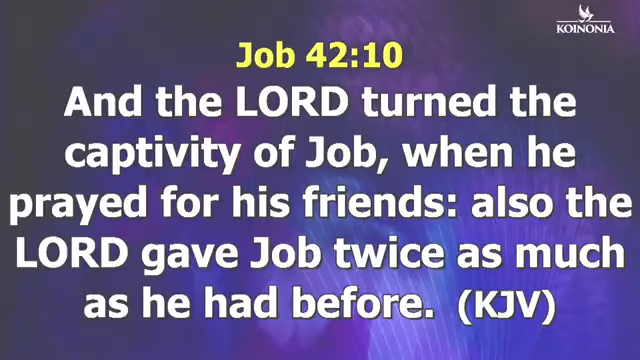 KOINONIA
Job 42:10
And the LORD turned the
captivity of Job, when he
prayed for his friends: also the
LORD gave Job twice as much
as he had before. (KJV)